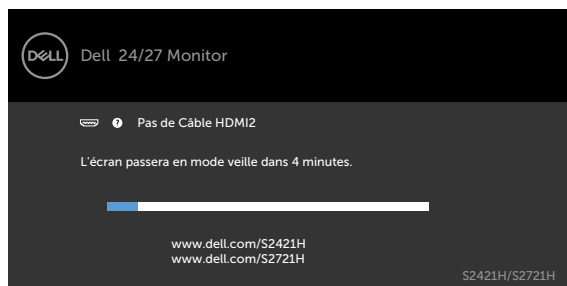 DELL
Dell 24/27 Monitor
? Pas de Câble HDMI2
L'écran passera en mode veille dans 4 minutes.
www.dell.com/S2421H
www.dell.com/S2721H
S2421H/S2721H